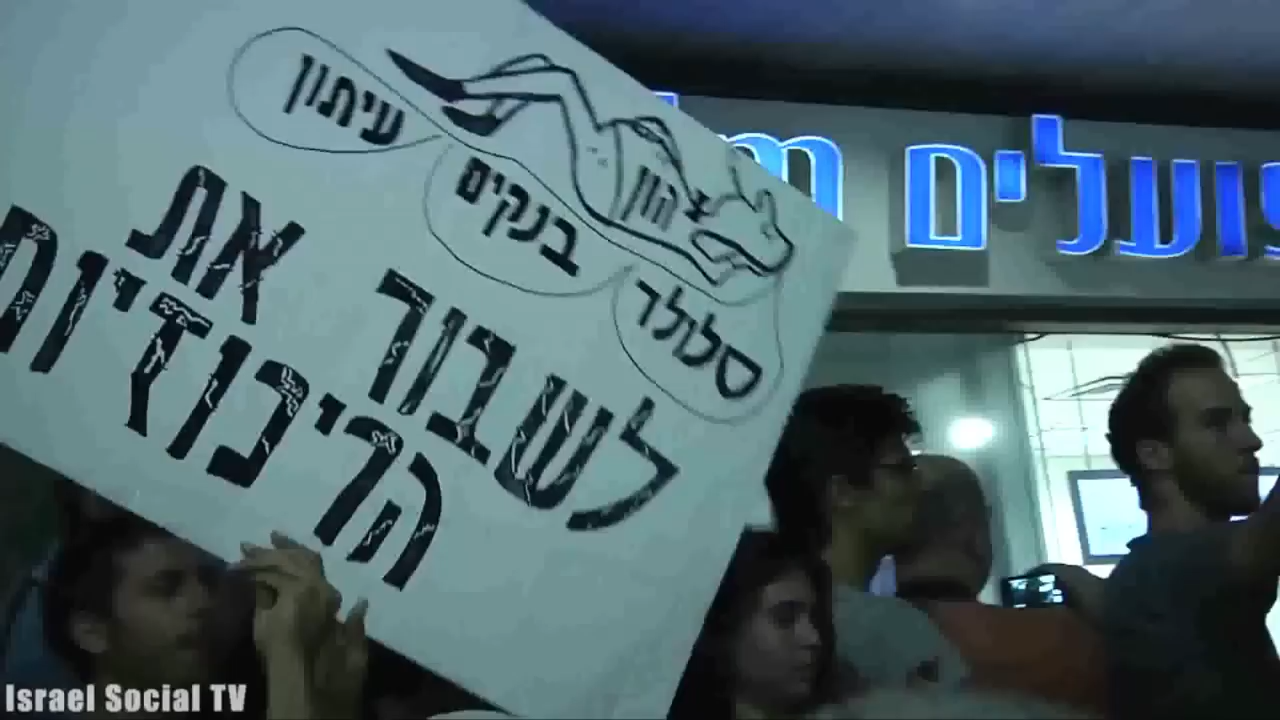 עיתון
בנקים
הון
סלולר
לשבור את
הריכוזיות
פועלים
Israel Social TV